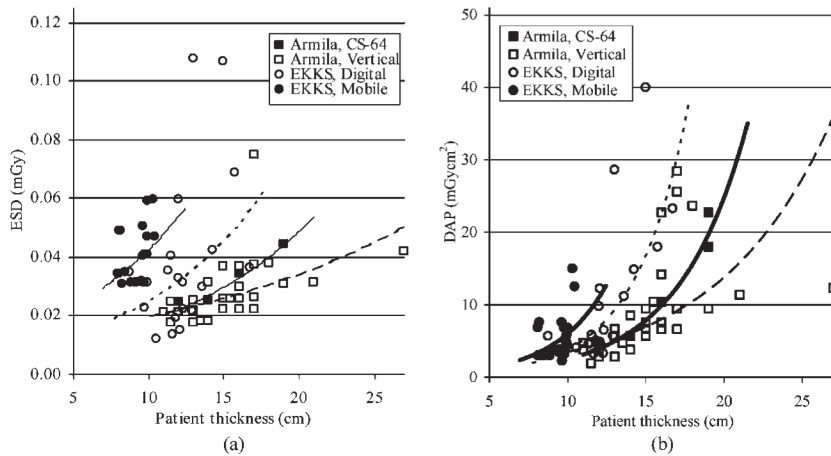 (a)
ESD (mGy)
0.12
0.10
0.08
0.06
0.04
0.02
0.00
5
10
15
20
25
Patient thickness (cm)
Armila, CS-64
Armila, Vertical
EKKS, Digital
EKKS, Mobile
(b)
DAP (mGycm²)
50
40
30
20
10
0
5
10
15
20
25
Patient thickness (cm)
Armila, CS-64
Armila, Vertical
EKKS, Digital
EKKS, Mobile